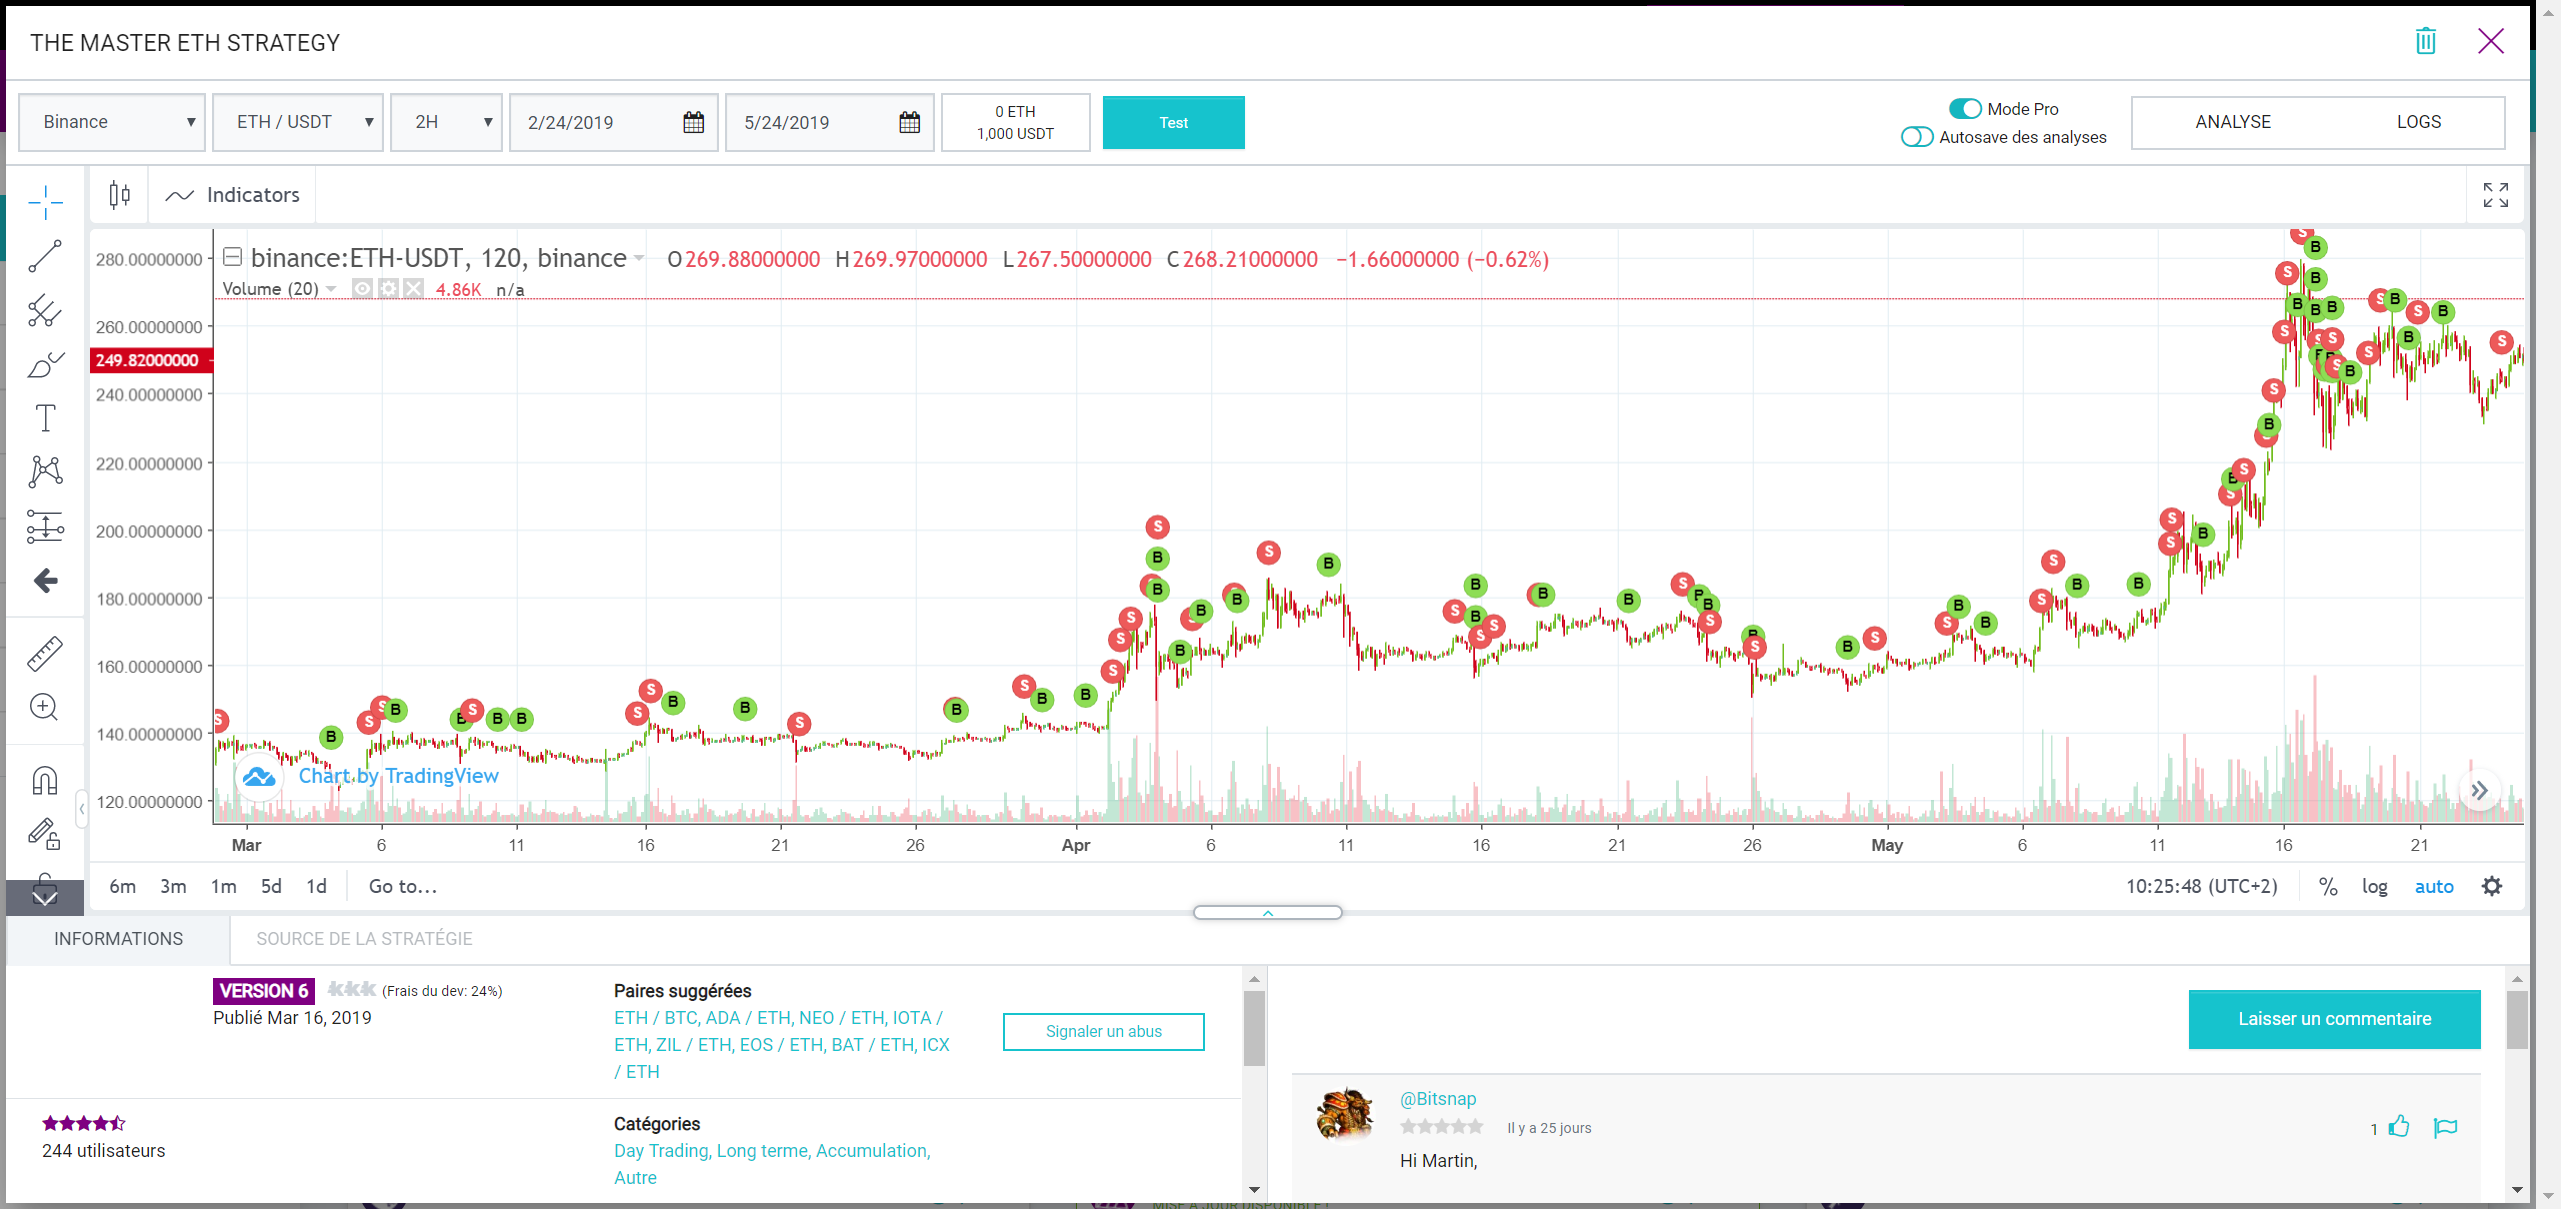 THE MASTER ETH STRATEGY
Binance
ETH / USDT
2H
2/24/2019
5/24/2019
0 ETH
1,000 USDT
Test
Mode Pro
Autosave des analyses
ANALYSE
LOGS
Indicators
binance:ETH-USDT, 120, binance O269.88000000 H269.97000000 L267.50000000 C268.21000000 −1.66000000 (−0.62%)
Volume (20) 4.86K n/a
280.00000000
260.00000000
249.82000000
240.00000000
220.00000000
200.00000000
180.00000000
160.00000000
140.00000000
120.00000000
Chart by TradingView
Mar 6 11 16 21 26 Apr 6 11 16 21 26 May 6 11 16 21
6m 3m 1m 5d 1d Go to...
10:25:48 (UTC+2) % log auto
INFORMATIONS
SOURCE DE LA STRATÉGIE
VERSION 6 (Frais du dev: 24%)
Publié Mar 16, 2019
Paires suggérées
ETH / BTC, ADA / ETH, NEO / ETH, IOTA /
ETH, ZIL / ETH, EOS / ETH, BAT / ETH, ICX
/ ETH
Signaler un abus
244 utilisateurs
Catégories
Day Trading, Long terme, Accumulation,
Autre
Laisser un commentaire
@Bitsnap
Il y a 25 jours
1
Hi Martin,